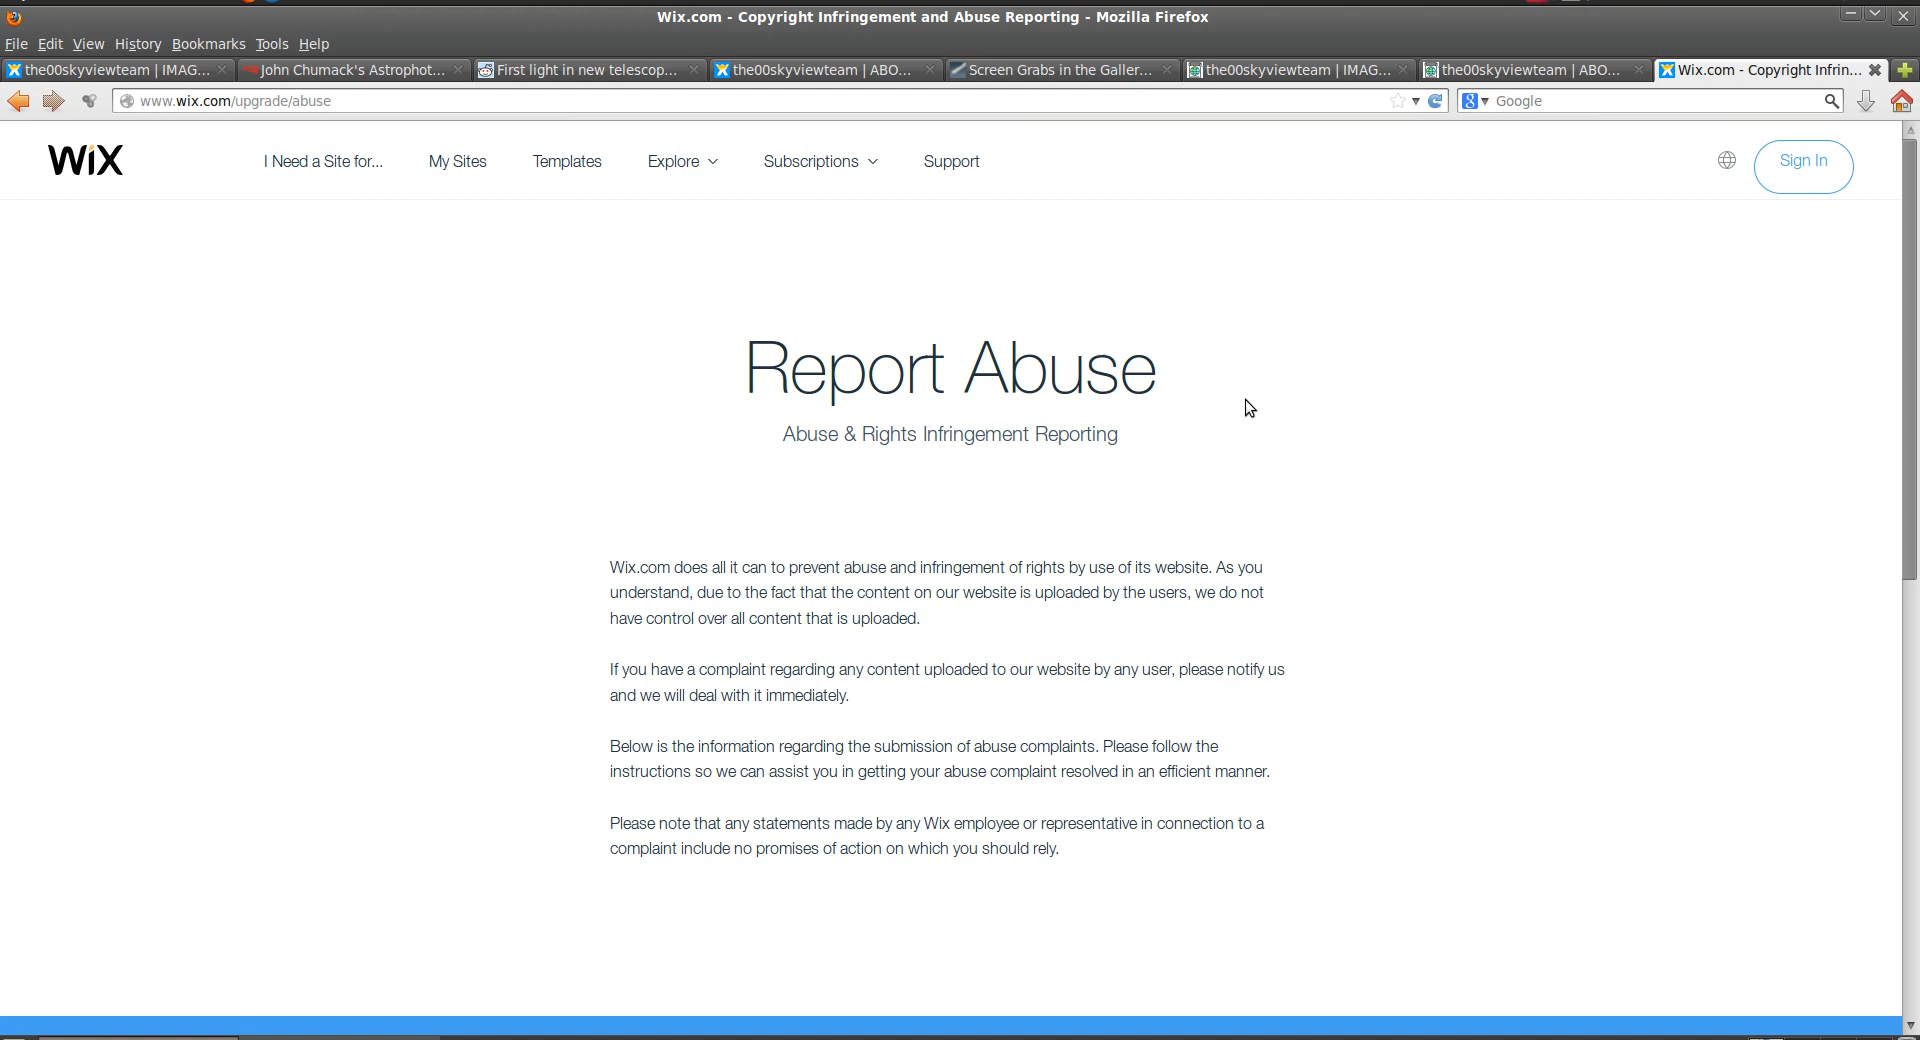 Wix.com - Copyright Infringement and Abuse Reporting - Mozilla Firefox
File Edit View History Bookmarks Tools Help
the00skyviewteam | IMAG... John Chumack's Astrophot... First light in new telescop... the00skyviewteam | ABO... Screen Grabs in the Galler... the00skyviewteam | IMAG... the00skyviewteam | ABO... Wix.com - Copyright Infrin...
www.wix.com/upgrade/abuse Google
WiX I Need a Site for... My Sites Templates Explore Subscriptions Support Sign In
Report Abuse
Abuse & Rights Infringement Reporting
Wix.com does all it can to prevent abuse and infringement of rights by use of its website. As you
understand, due to the fact that the content on our website is uploaded by the users, we do not
have control over all content that is uploaded.
If you have a complaint regarding any content uploaded to our website by any user, please notify us
and we will deal with it immediately.
Below is the information regarding the submission of abuse complaints. Please follow the
instructions so we can assist you in getting your abuse complaint resolved in an efficient manner.
Please note that any statements made by any Wix employee or representative in connection to a
complaint include no promises of action on which you should rely.